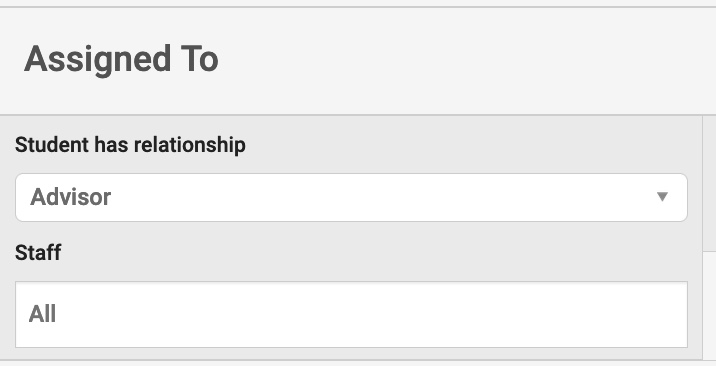 Assigned To
Student has relationship
Advisor
Staff
All